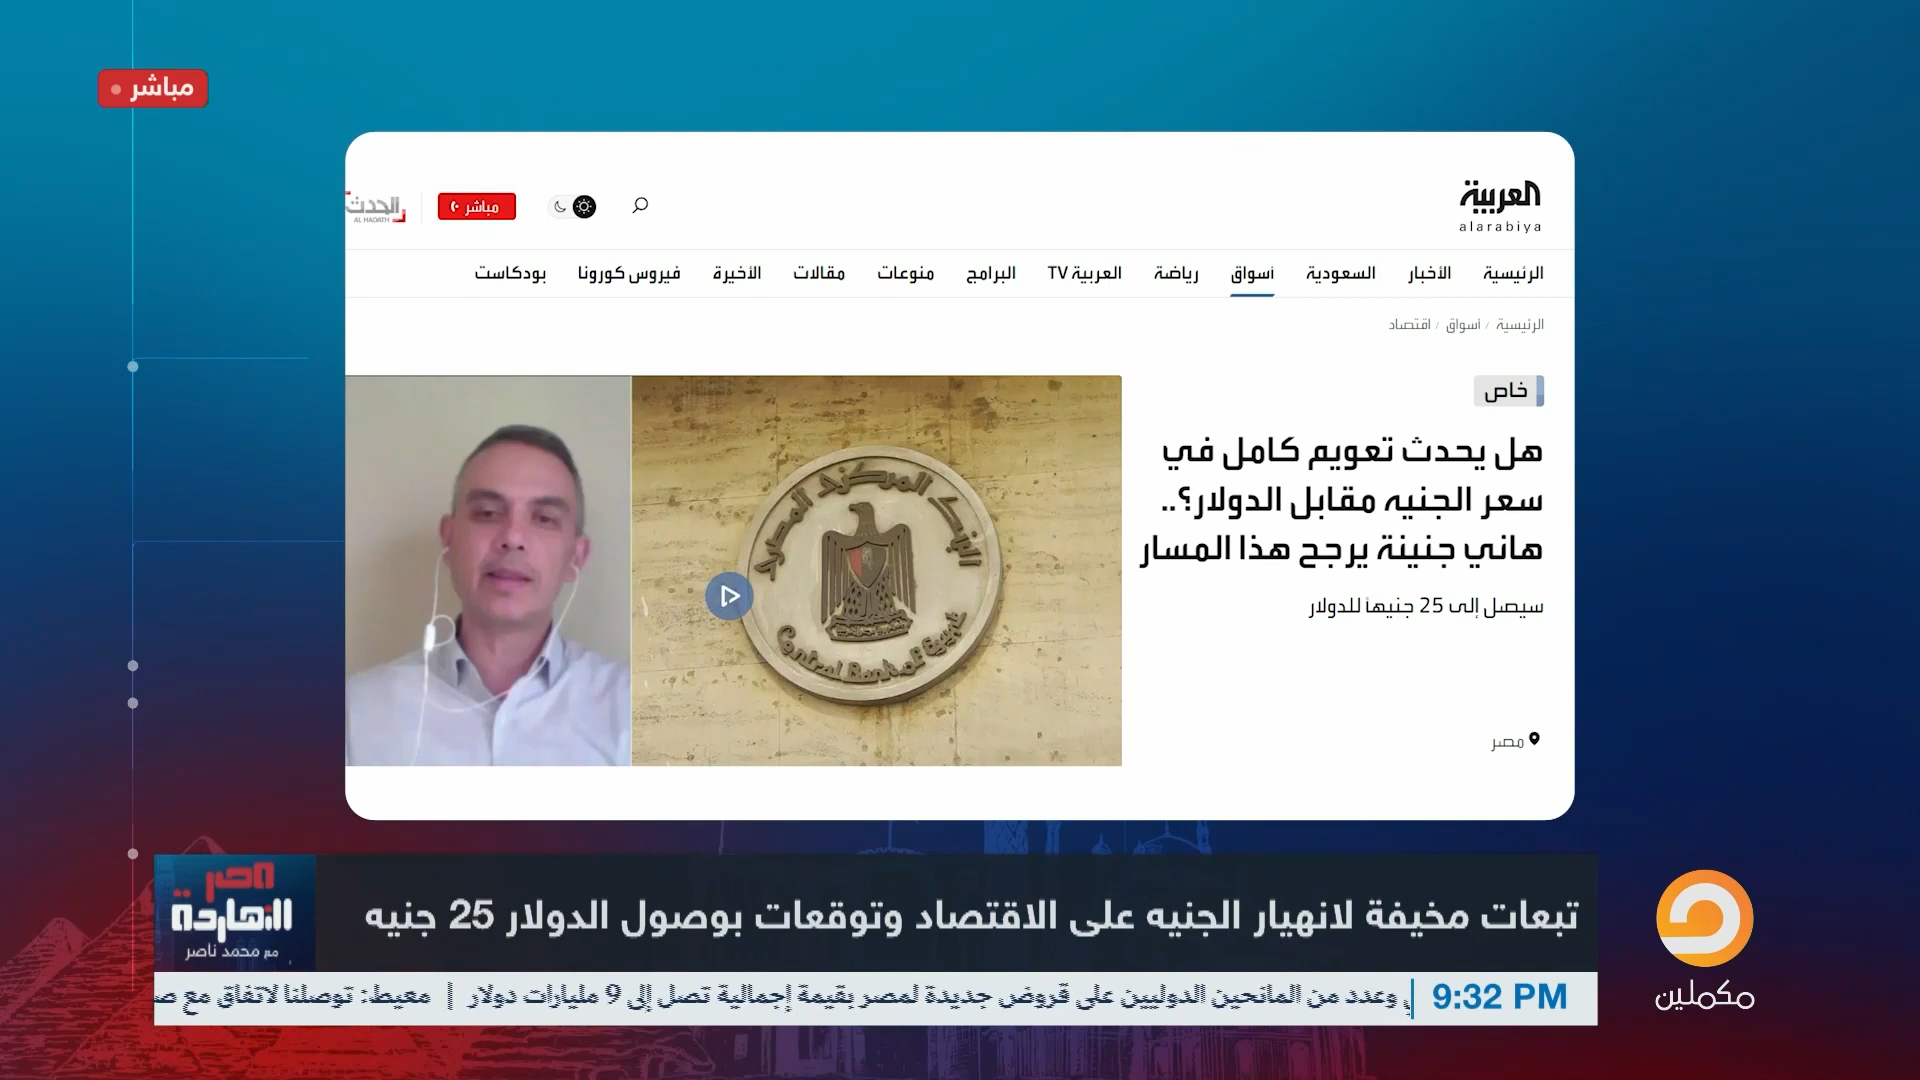 مباشر
العربية
alarabiya
مباشر
الحدث
AL HADATH
الرئيسية الأخبار السعودية أسواق رياضة العربية TV البرامج منوعات مقالات الأخيرة فيروس كورونا بودكاست
الرئيسية / أسواق / اقتصاد
خاص
هل يحدث تعويم كامل في
سعر الجنيه مقابل الدولار؟..
هاني جنينة يرجح هذا المسار
سيصل إلى 25 جنيهاً للدولار
مصر
البنك المركزي المصري
Central Bank of Egypt
تبعات مخيفة لانهيار الجنيه على الاقتصاد وتوقعات بوصول الدولار 25 جنيه
مصر
النهاردة
مع محمد ناصر
9:32 PM
وعدد من المانحين الدوليين على قروض جديدة لمصر بقيمة إجمالية تصل إلى 9 مليارات دولار | معيط: توصلنا لاتفاق مع
مكملين